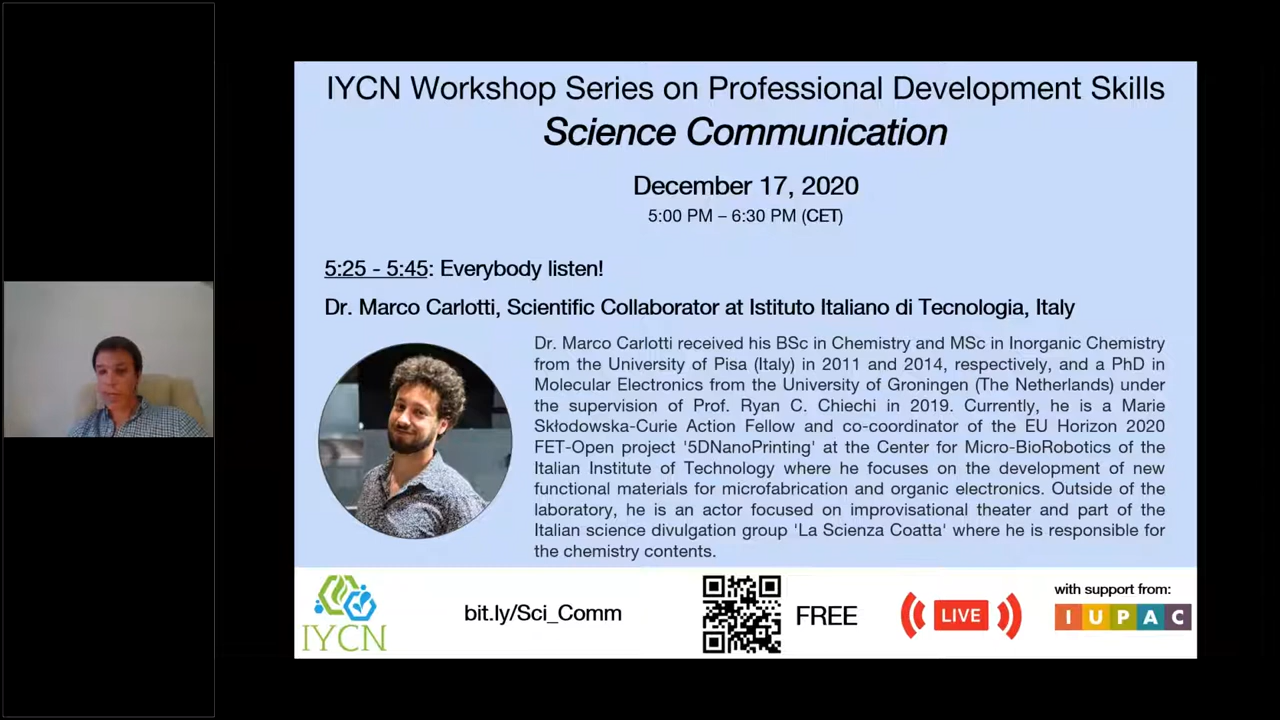 IYCN Workshop Series on Professional Development Skills
Science Communication
December 17, 2020
5:00 PM – 6:30 PM (CET)
5:25 - 5:45: Everybody listen!
Dr. Marco Carlotti, Scientific Collaborator at Istituto Italiano di Tecnologia, Italy
Dr. Marco Carlotti received his BSc in Chemistry and MSc in Inorganic Chemistry
from the University of Pisa (Italy) in 2011 and 2014, respectively, and a PhD in
Molecular Electronics from the University of Groningen (The Netherlands) under
the supervision of Prof. Ryan C. Chiechi in 2019. Currently, he is a Marie
Skłodowska-Curie Action Fellow and co-coordinator of the EU Horizon 2020
FET-Open project '5DNanoPrinting' at the Center for Micro-BioRobotics of the
Italian Institute of Technology where he focuses on the development of new
functional materials for microfabrication and organic electronics. Outside of the
laboratory, he is an actor focused on improvisational theater and part of the
Italian science divulgation group 'La Scienza Coatta' where he is responsible for
the chemistry contents.
IYCN
bit.ly/Sci_Comm
FREE
LIVE
with support from:
IUPAC